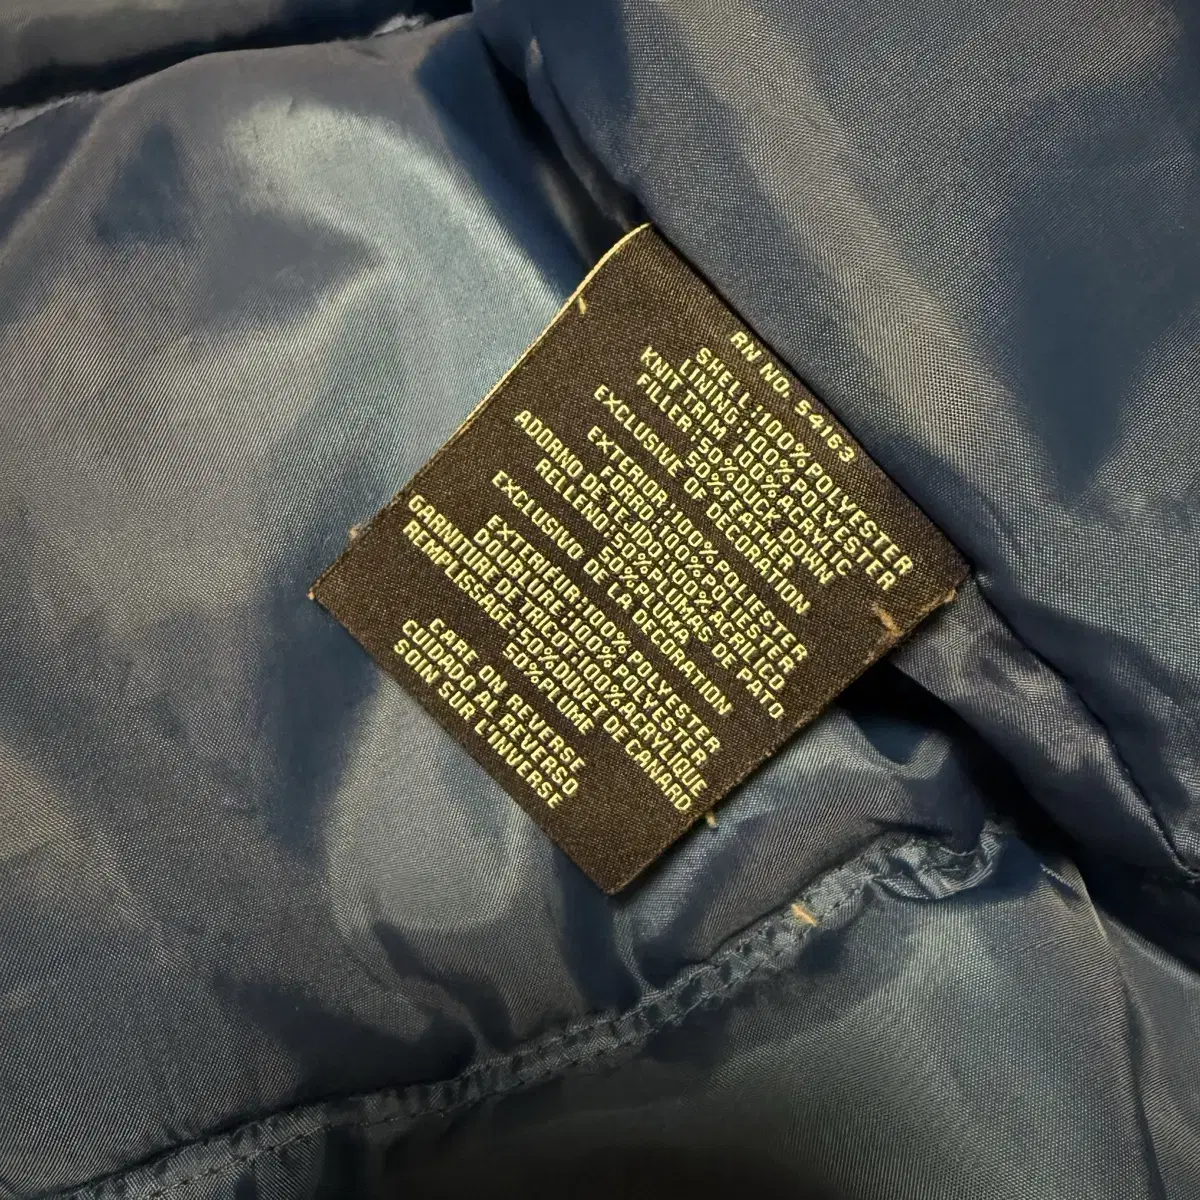 RN NO. 54163
SHELL:100%POLYESTER
LINING:100%POLYESTER
KNIT TRIM:100%ACRYLIC
FILLER:50%DUCK DOWN
50%FEATHER
EXCLUSIVE OF DECORATION
EXTERIOR:100%POLIESTER
FORRO:100%POLIESTER
ADORNO DE TEJIDO:100%ACRILICO
RELLENO:50%PLUMAS DE PATO
50%PLUMA
EXCLUSIVO DE LA DECORATION
EXTERIEUR:100% POLYESTER
DOUBLURE:100% POLYESTER
GARNITURE DE TRICOT:100%ACRYLIQUE
REMPLISSAGE:50%DUVET DE CANARD
50%PLUME
CARE ON REVERSE
CUIDADO AL REVERSO
SOIN SUR L'INVERSE